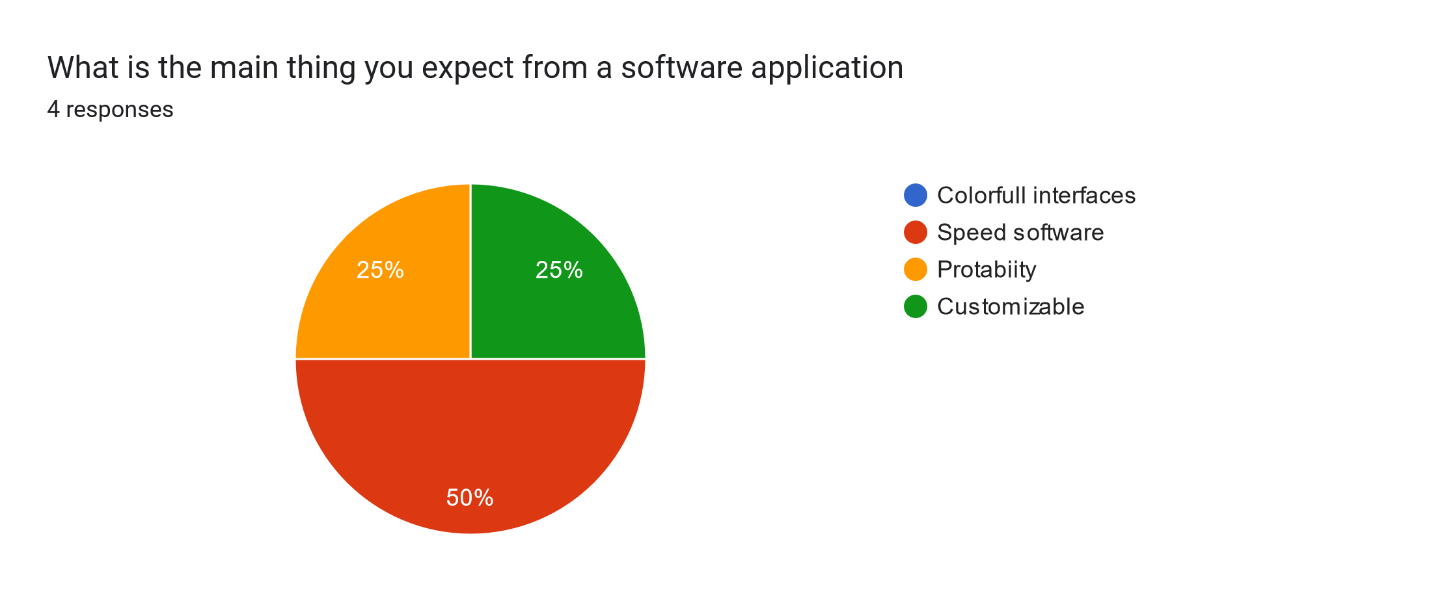 What is the main thing you expect from a software application
4 responses
25%
25%
50%
Colorfull interfaces
Speed software
Protabiity
Customizable